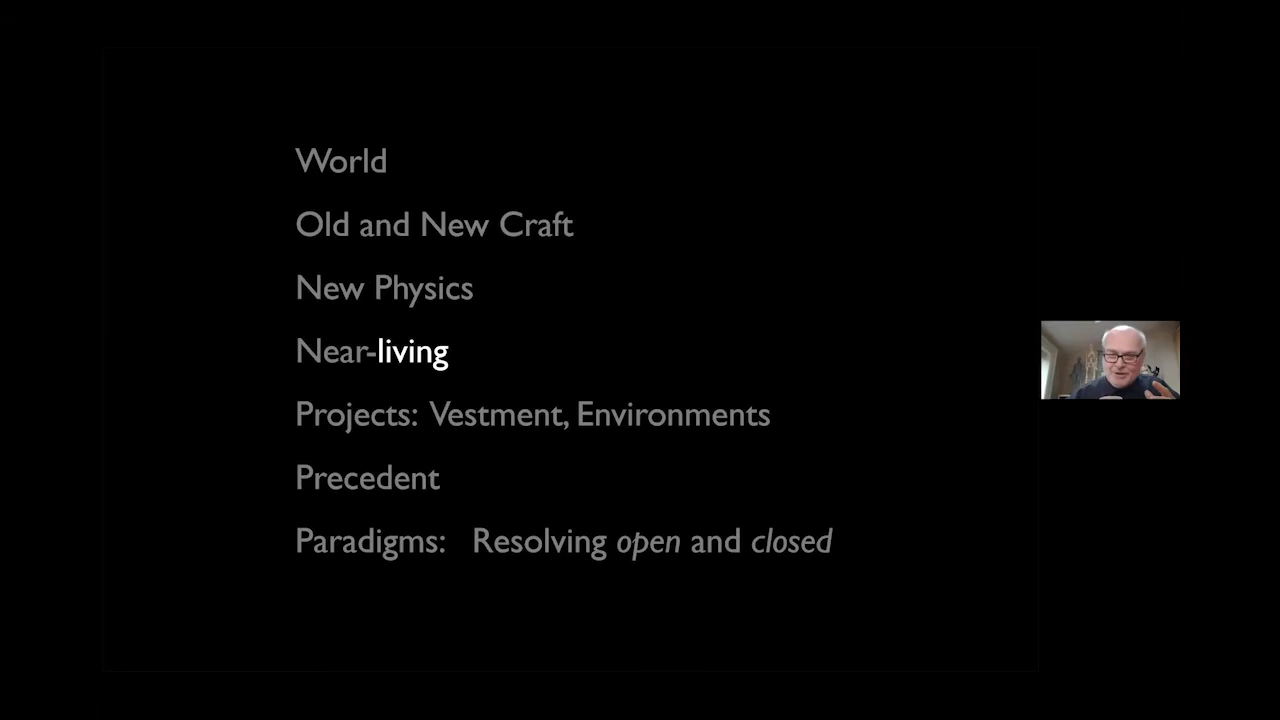 World
Old and New Craft
New Physics
Near-living
Projects: Vestment, Environments
Precedent
Paradigms: Resolving open and closed